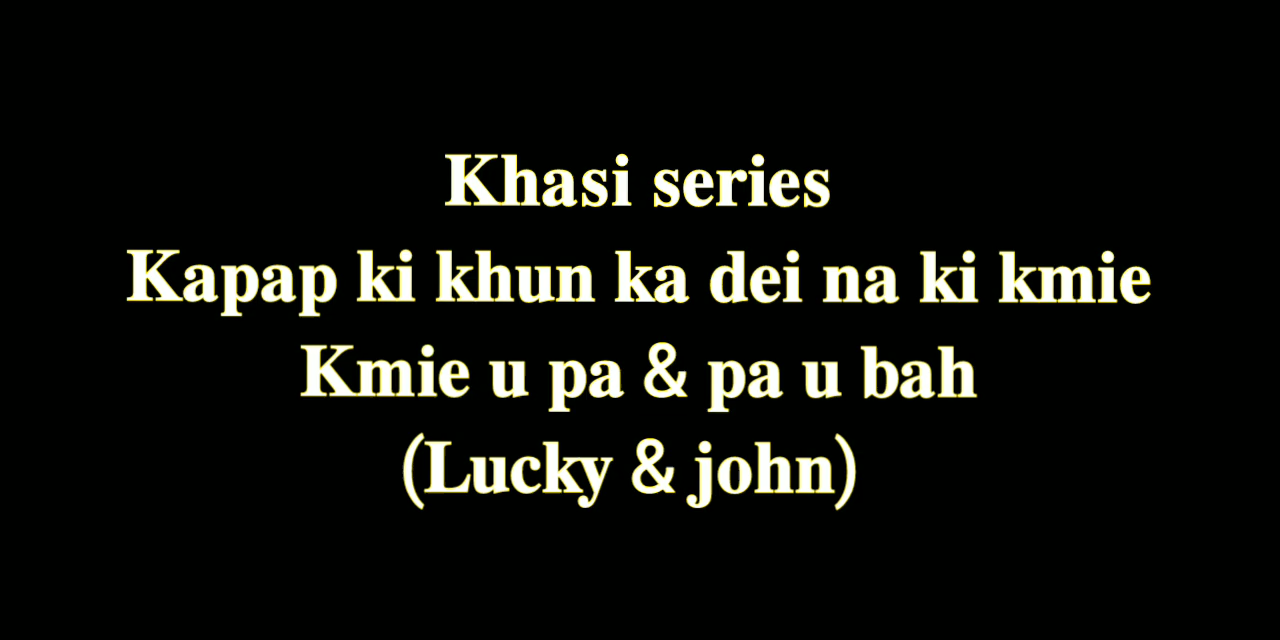 Khasi series
Kapap ki khun ka dei na ki kmie
Kmie u pa & pa u bah
(Lucky & john)